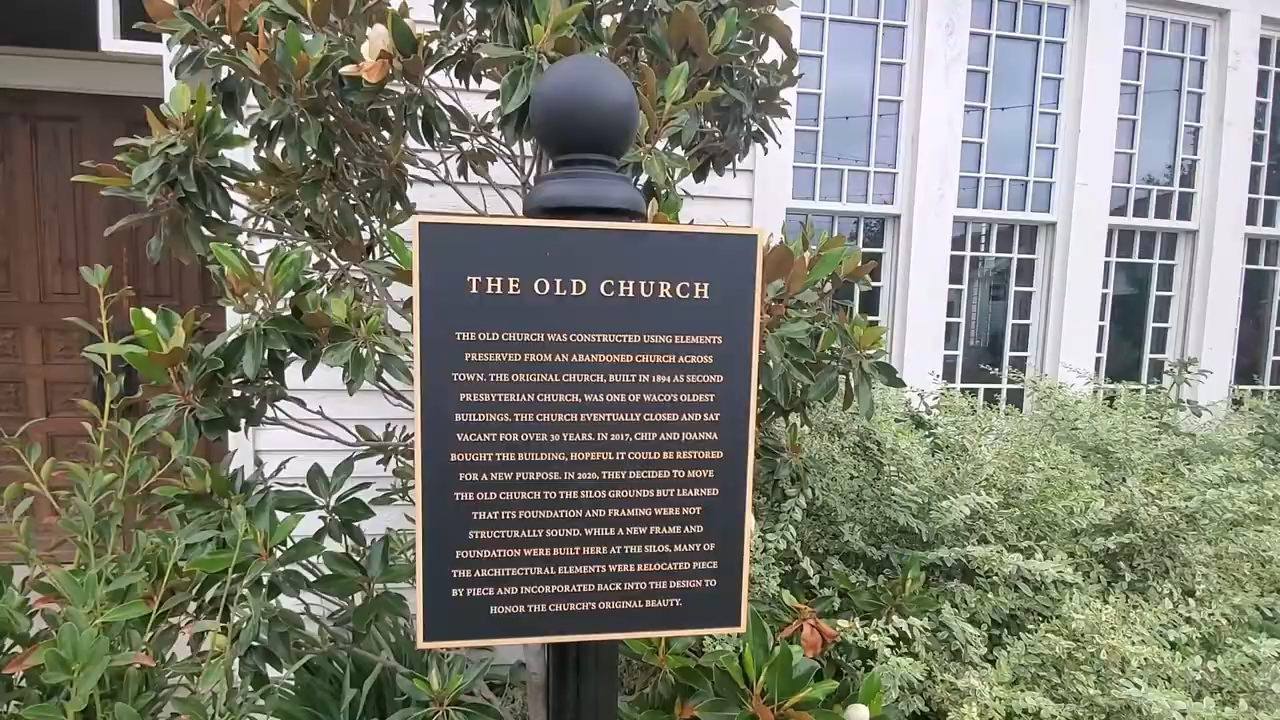 THE OLD CHURCH
THE OLD CHURCH WAS CONSTRUCTED USING ELEMENTS
PRESERVED FROM AN ABANDONED CHURCH ACROSS
TOWN. THE ORIGINAL CHURCH, BUILT IN 1894 AS SECOND
PRESBYTERIAN CHURCH, WAS ONE OF WACO'S OLDEST
BUILDINGS. THE CHURCH EVENTUALLY CLOSED AND SAT
VACANT FOR OVER 30 YEARS. IN 2017, CHIP AND JOANNA
BOUGHT THE BUILDING, HOPEFUL IT COULD BE RESTORED
FOR A NEW PURPOSE. IN 2020, THEY DECIDED TO MOVE
THE OLD CHURCH TO THE SILOS GROUNDS BUT LEARNED
THAT ITS FOUNDATION AND FRAMING WERE NOT
STRUCTURALLY SOUND. WHILE A NEW FRAME AND
FOUNDATION WERE BUILT HERE AT THE SILOS, MANY OF
THE ARCHITECTURAL ELEMENTS WERE RELOCATED PIECE
BY PIECE AND INCORPORATED BACK INTO THE DESIGN TO
HONOR THE CHURCH'S ORIGINAL BEAUTY.